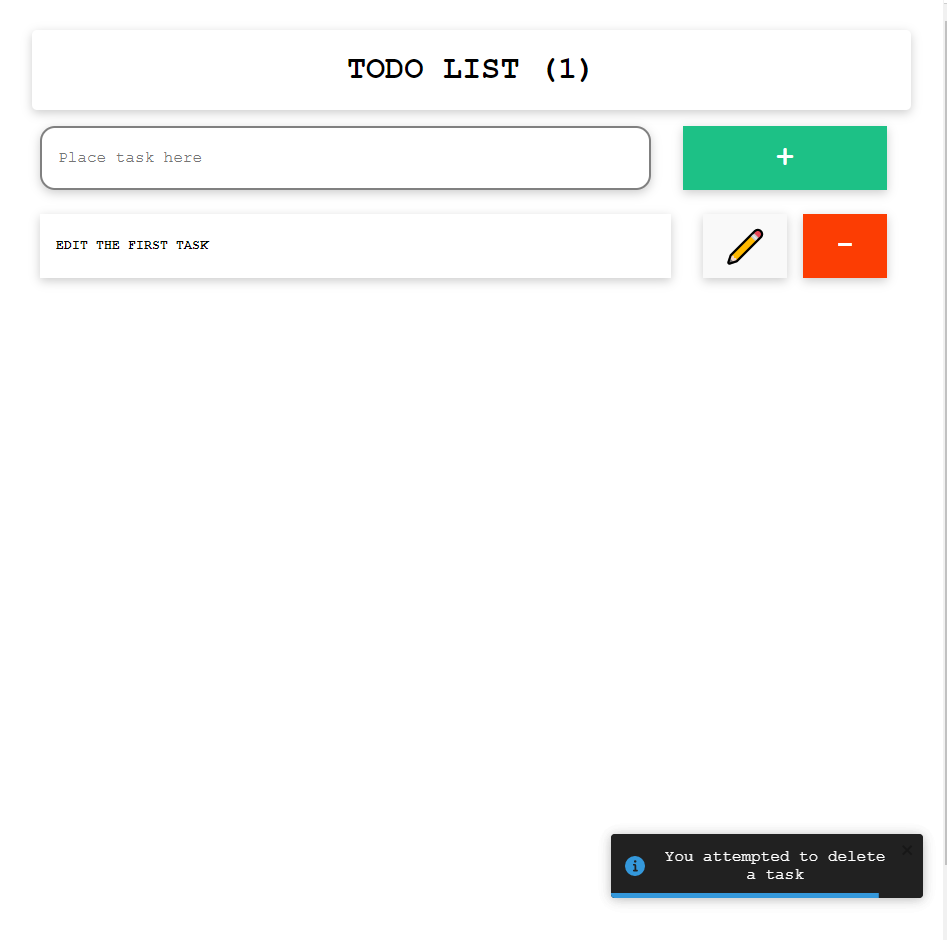 TODO LIST (1)
Place task here
+
EDIT THE FIRST TASK
−
You attempted to delete
a task